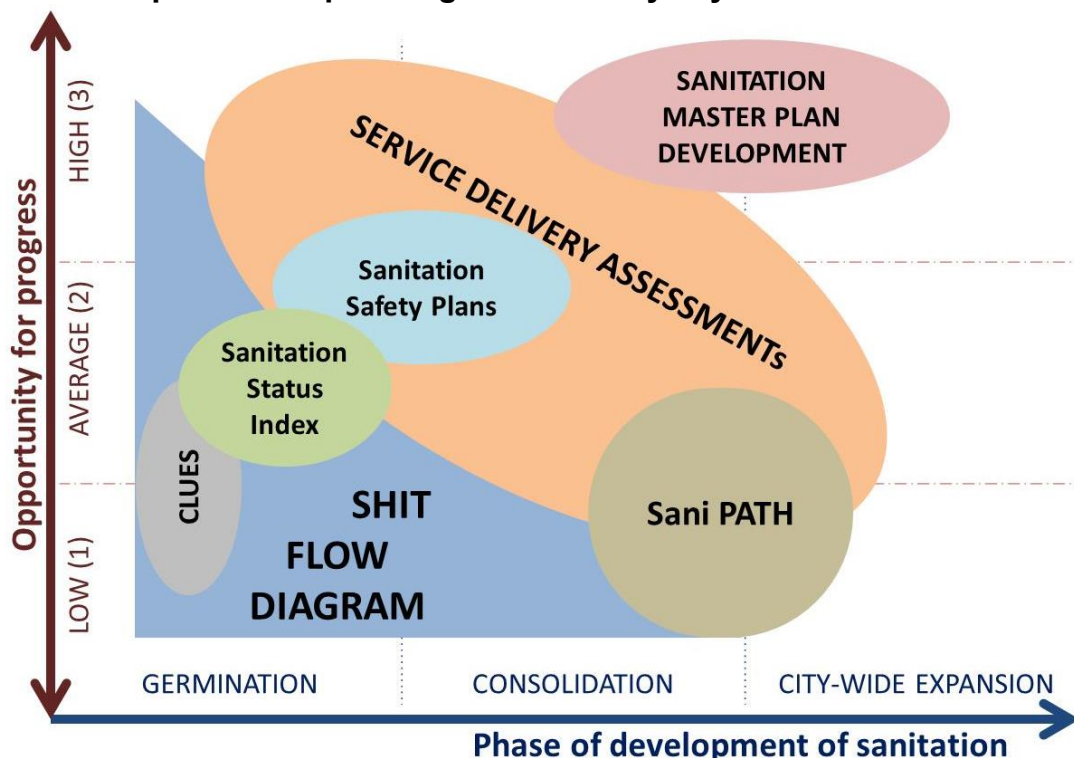 SANITATION
MASTER PLAN
DEVELOPMENT
SERVICE DELIVERY ASSESSMENTs
Sanitation
Safety Plans
Sanitation
Status
Index
CLUES
SHIT
FLOW
DIAGRAM
Sani PATH
Opportunity for progress
HIGH (3)
AVERAGE (2)
LOW (1)
GERMINATION
CONSOLIDATION
CITY-WIDE EXPANSION
Phase of development of sanitation